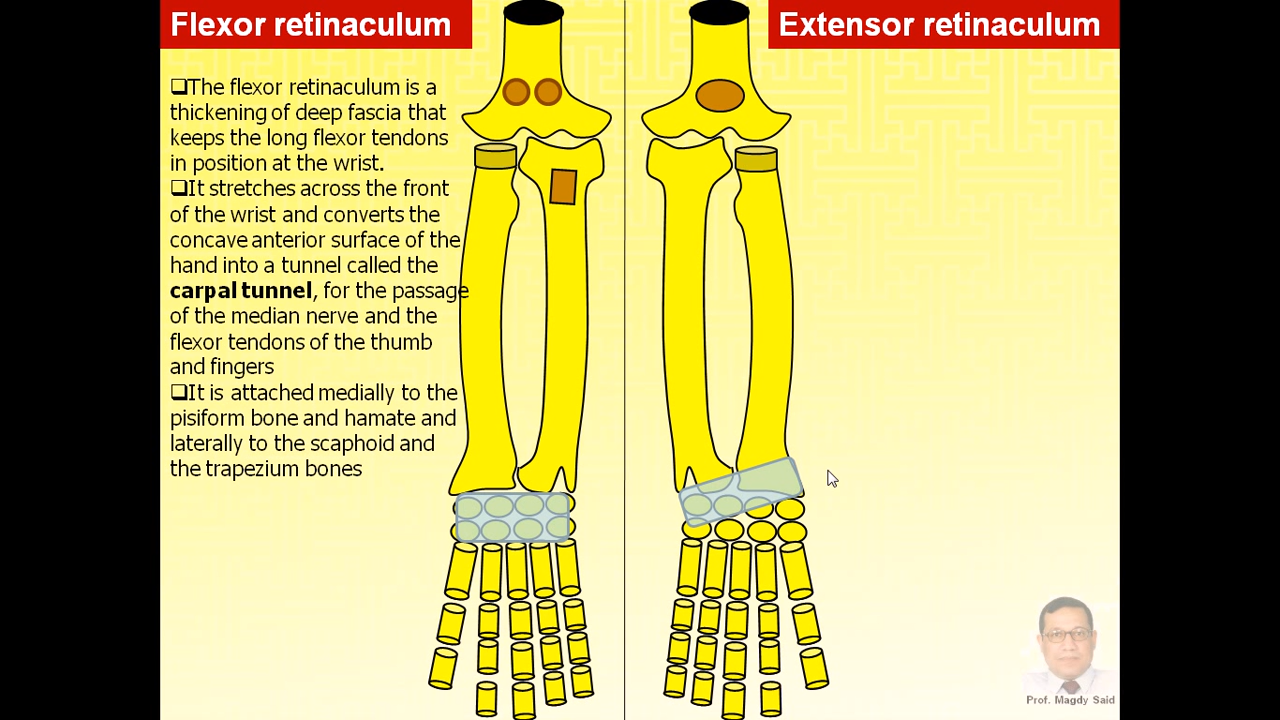 Flexor retinaculum
Extensor retinaculum
❑The flexor retinaculum is a
thickening of deep fascia that
keeps the long flexor tendons
in position at the wrist.
❑It stretches across the front
of the wrist and converts the
concave anterior surface of the
hand into a tunnel called the
carpal tunnel, for the passage
of the median nerve and the
flexor tendons of the thumb
and fingers
❑It is attached medially to the
pisiform bone and hamate and
laterally to the scaphoid and
the trapezium bones
Prof. Magdy Said